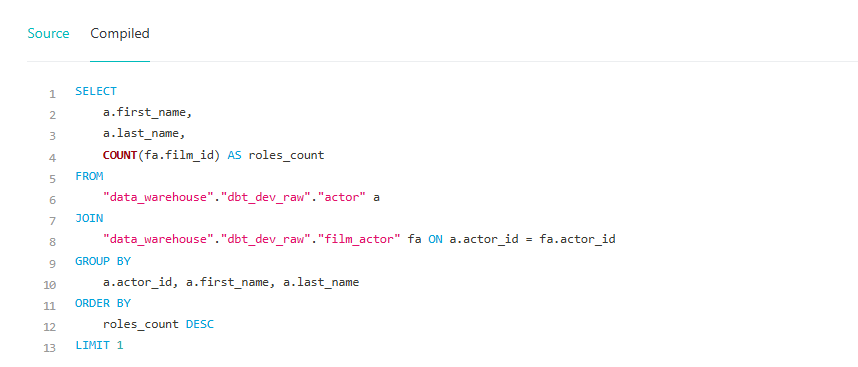 Source Compiled
1 SELECT
2 a.first_name,
3 a.last_name,
4 COUNT(fa.film_id) AS roles_count
5 FROM
6 "data_warehouse"."dbt_dev_raw"."actor" a
7 JOIN
8 "data_warehouse"."dbt_dev_raw"."film_actor" fa ON a.actor_id = fa.actor_id
9 GROUP BY
10 a.actor_id, a.first_name, a.last_name
11 ORDER BY
12 roles_count DESC
13 LIMIT 1